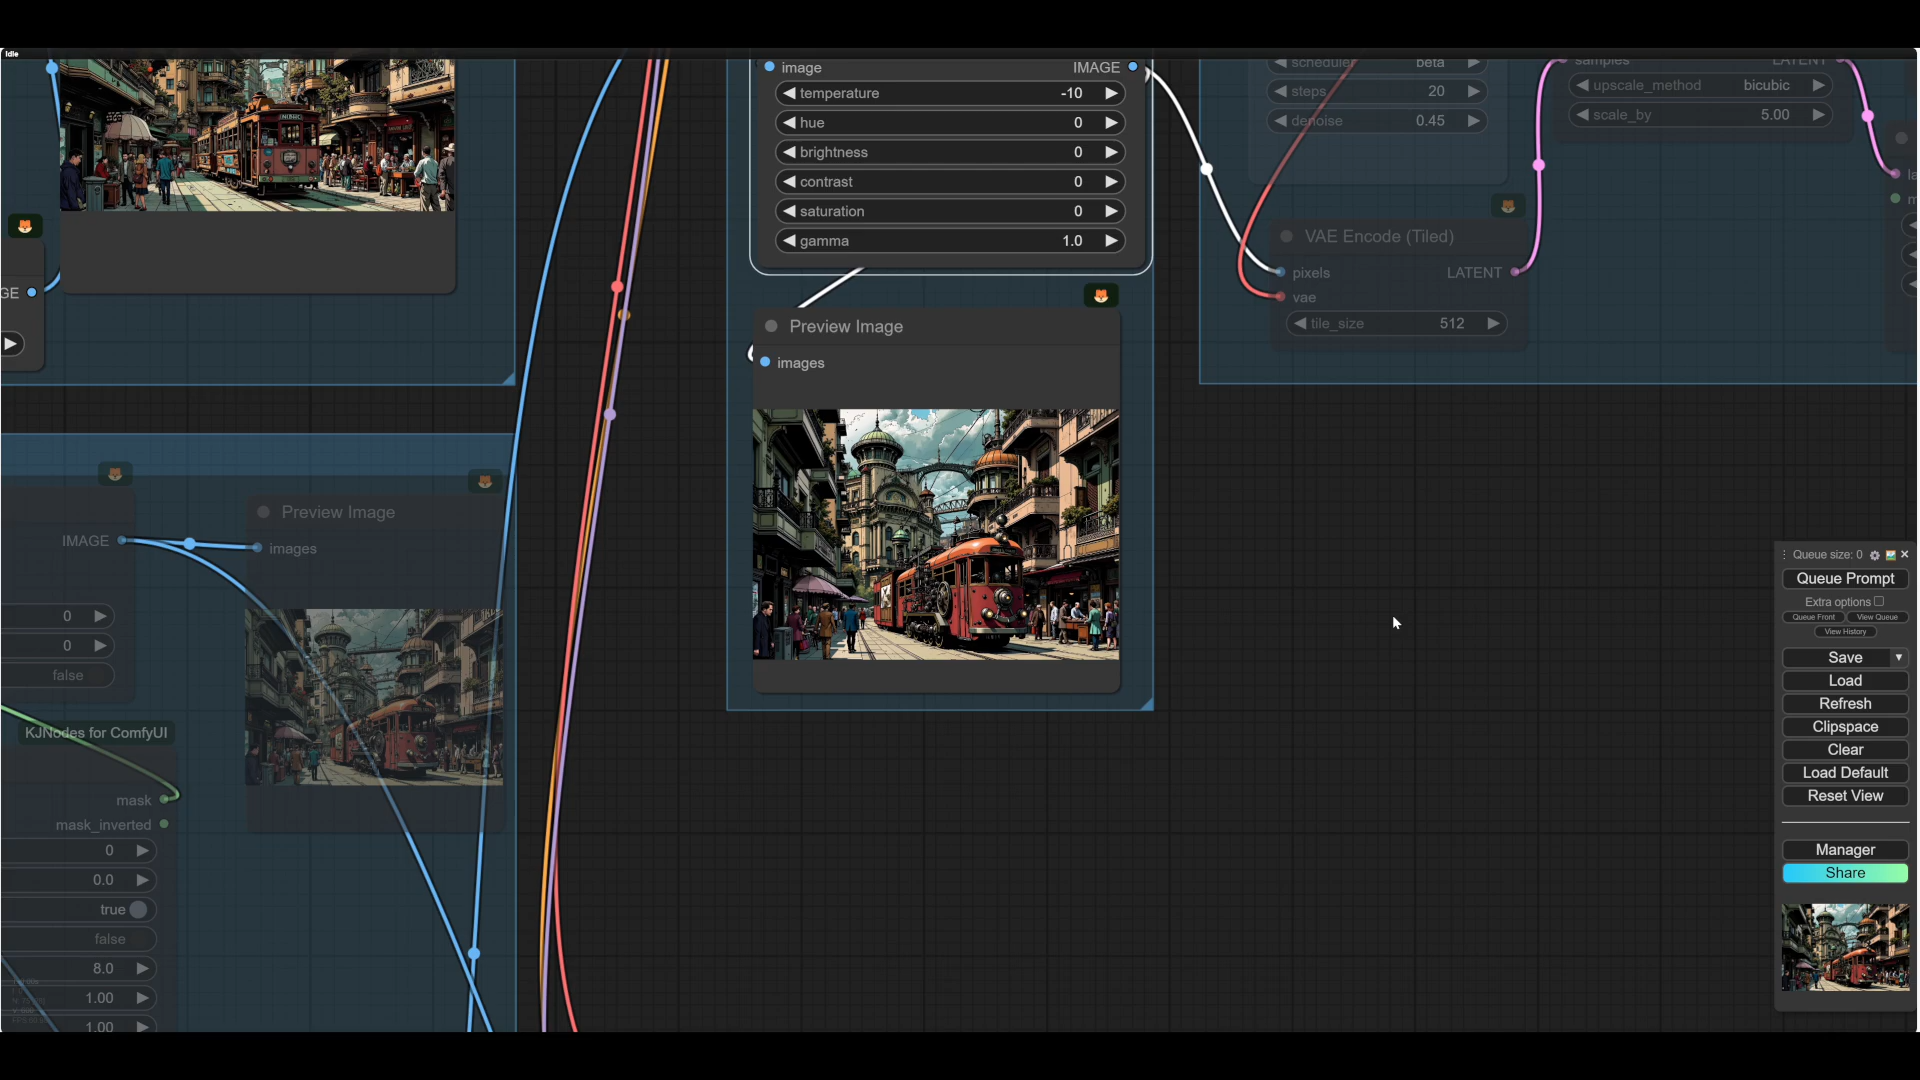 Idle
image IMAGE
temperature -10
hue 0
brightness 0
contrast 0
saturation 0
gamma 1.0
scheduler beta
steps 20
denoise 0.45
samples LATENT
upscale_method bicubic
scale_by 5.00
VAE Encode (Tiled)
pixels LATENT
vae
tile_size 512
GE
Preview Image
images
Preview Image
IMAGE
images
0
0
false
KJNodes for ComfyUI
mask
mask_inverted
0
0.0
true
false
8.0
1.00
1.00
Queue size: 0
Queue Prompt
Extra options
Queue Front View Queue
View History
Save
Load
Refresh
Clipspace
Clear
Load Default
Reset View
Manager
Share